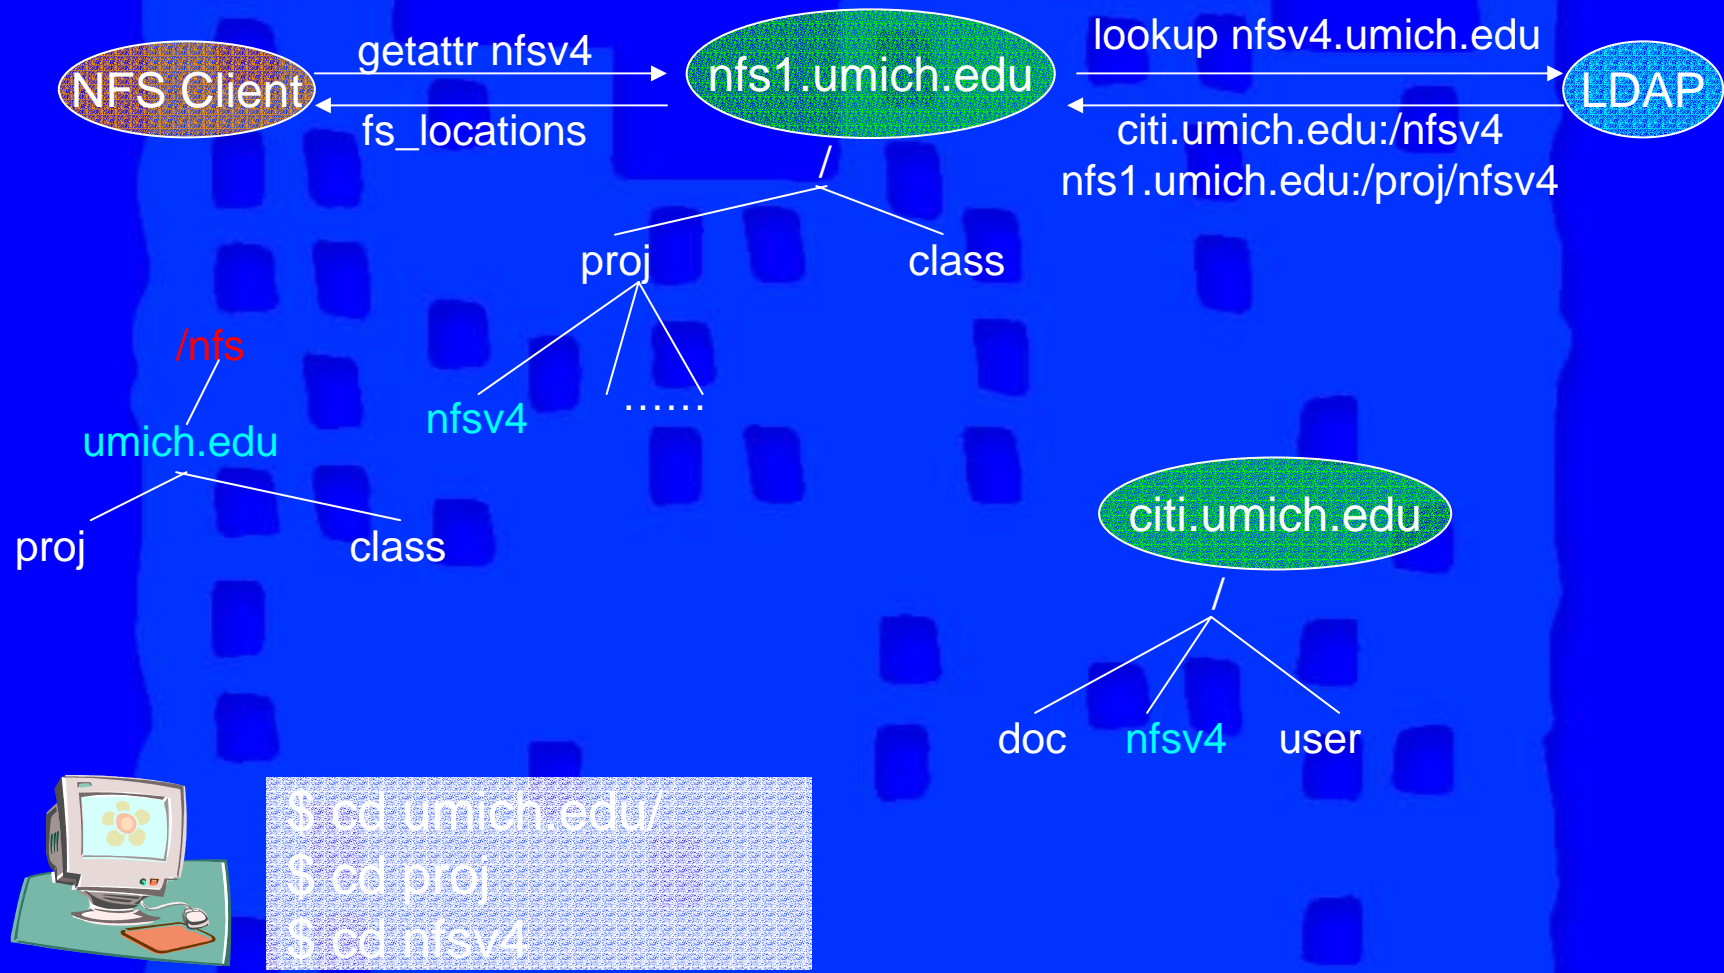 getattr nfsv4
NFS Client
fs_locations
nfs1.umich.edu
lookup nfsv4.umich.edu
LDAP
citi.umich.edu:/nfsv4
nfs1.umich.edu:/proj/nfsv4
/
proj
class
nfsv4
……
/nfs
umich.edu
proj
class
citi.umich.edu
/
doc
nfsv4
user
$ cd umich.edu/
$ cd proj
$ cd nfsv4